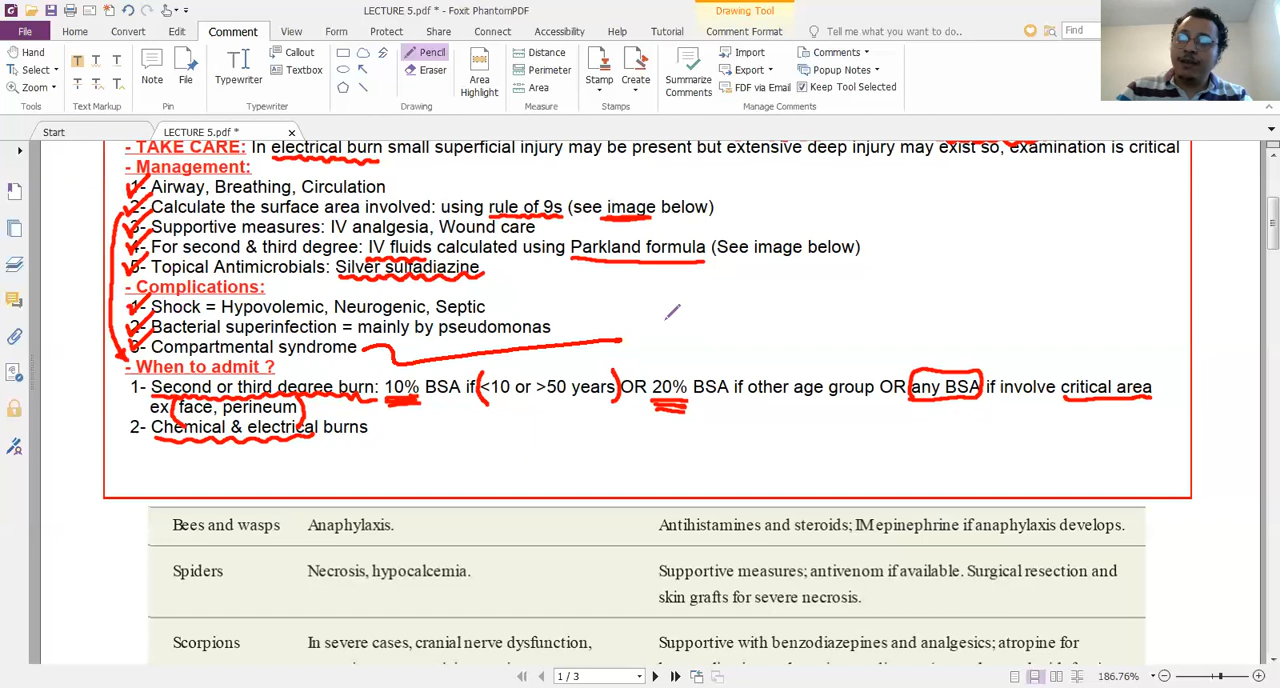 LECTURE 5.pdf * - Foxit PhantomPDF
Drawing Tool
File Home Convert Edit Comment View Form Protect Share Connect Accessibility Help Tutorial Comment Format Tell me what you want to do.. Find
Hand
Select
Zoom
Tools
T T T
T T T
Text Markup
Note
File
Pin
Typewriter
Callout
Textbox
Typewriter
Pencil
Eraser
Area Highlight
Drawing
Distance
Perimeter
Area
Measure
Stamp
Create
Stamps
Summarize Comments
Import
Export
FDF via Email
Comments
Popup Notes
Keep Tool Selected
Manage Comments
Start LECTURE 5.pdf *
- TAKE CARE: In electrical burn small superficial injury may be present but extensive deep injury may exist so, examination is critical
- Management:
1- Airway, Breathing, Circulation
2- Calculate the surface area involved: using rule of 9s (see image below)
3- Supportive measures: IV analgesia, Wound care
4- For second & third degree: IV fluids calculated using Parkland formula (See image below)
5- Topical Antimicrobials: Silver sulfadiazine
- Complications:
1- Shock = Hypovolemic, Neurogenic, Septic
2- Bacterial superinfection = mainly by pseudomonas
3- Compartmental syndrome
- When to admit ?
1- Second or third degree burn: 10% BSA if (<10 or >50 years) OR 20% BSA if other age group OR any BSA if involve critical area
ex: face, perineum
2- Chemical & electrical burns
Bees and wasps Anaphylaxis. Antihistamines and steroids; IM epinephrine if anaphylaxis develops.
Spiders Necrosis, hypocalcemia. Supportive measures; antivenom if available. Surgical resection and
skin grafts for severe necrosis.
Scorpions In severe cases, cranial nerve dysfunction, Supportive with benzodiazepines and analgesics; atropine for
1 / 3
186.76%